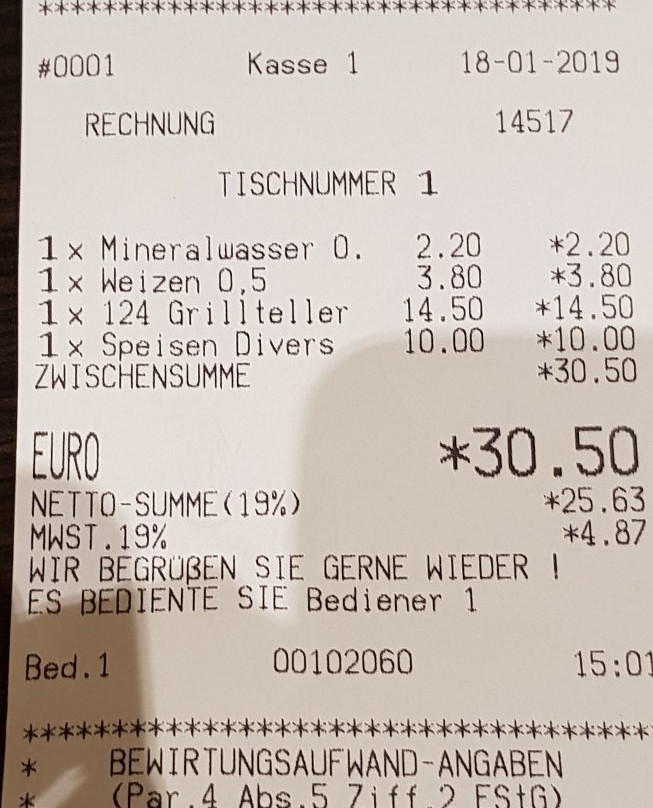 ***********************************
#0001 Kasse 1 18-01-2019
RECHNUNG 14517
TISCHNUMMER 1
1x Mineralwasser 0. 2.20 *2.20
1x Weizen 0,5 3.80 *3.80
1x 124 Grillteller 14.50 *14.50
1x Speisen Divers 10.00 *10.00
ZWISCHENSUMME *30.50
EURO *30.50
NETTO-SUMME(19%) *25.63
MWST.19% *4.87
WIR BEGRÜßEN SIE GERNE WIEDER !
ES BEDIENTE SIE Bediener 1
Bed.1 00102060 15:01
***********************************
* BEWIRTUNGSAUFWAND-ANGABEN
* (Par.4 Abs.5 Ziff.2 EStG)